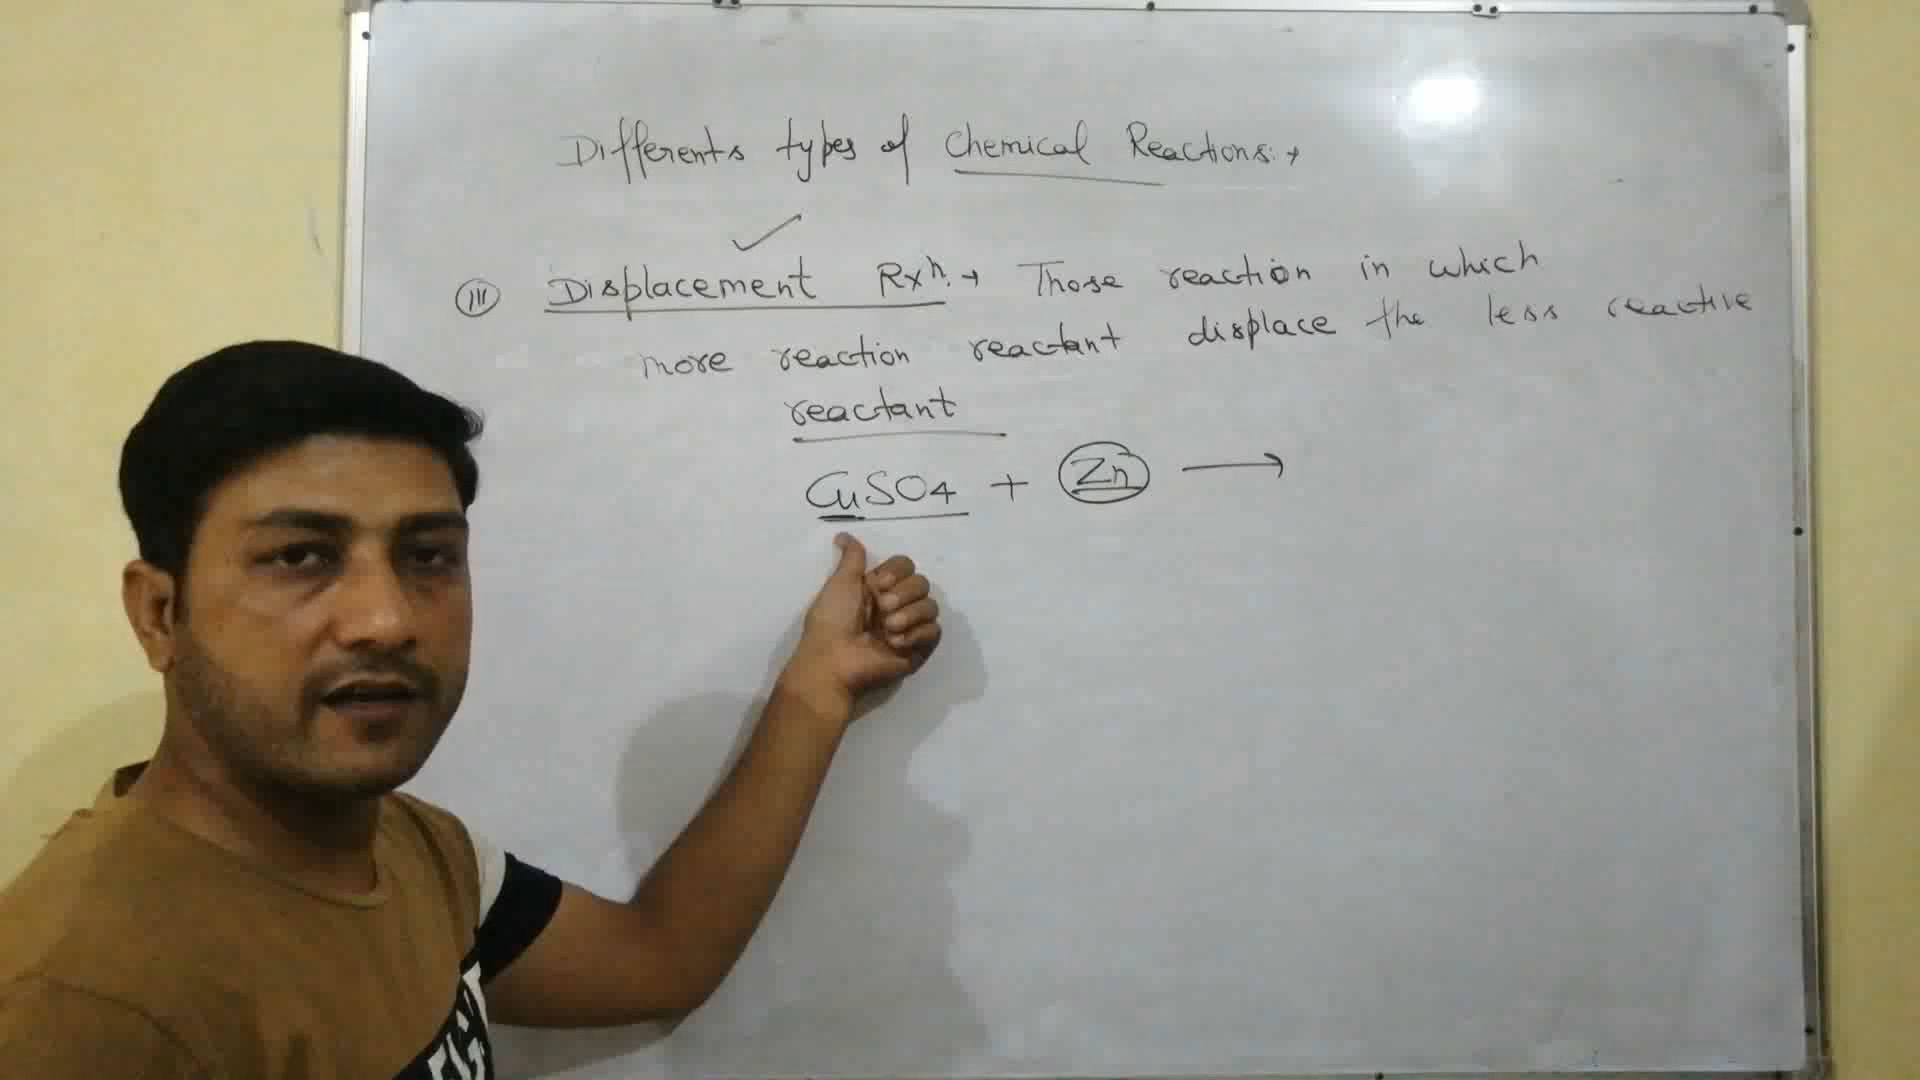 Differents types of Chemical Reactions:→
(iii) Displacement Rxn.→ Those reaction in which
more reaction reactant displace the less reactive
reactant
CuSO4 + Zn →